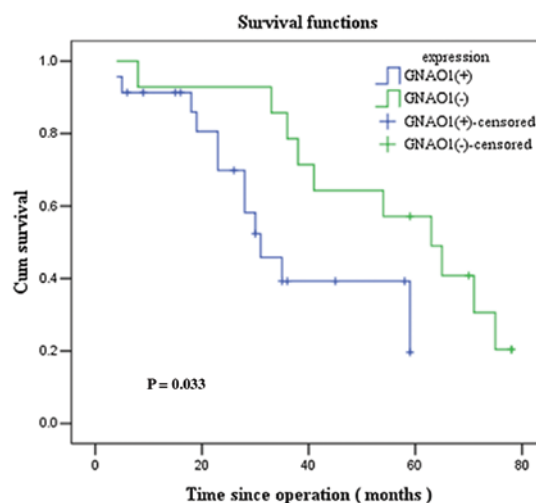 Survival functions
expression
GNAO1(+)
GNAO1(-)
GNAO1(+)-censored
GNAO1(-)-censored
Cum survival
1.0
0.8
0.6
0.4
0.2
0.0
P = 0.033
0 20 40 60 80
Time since operation ( months )